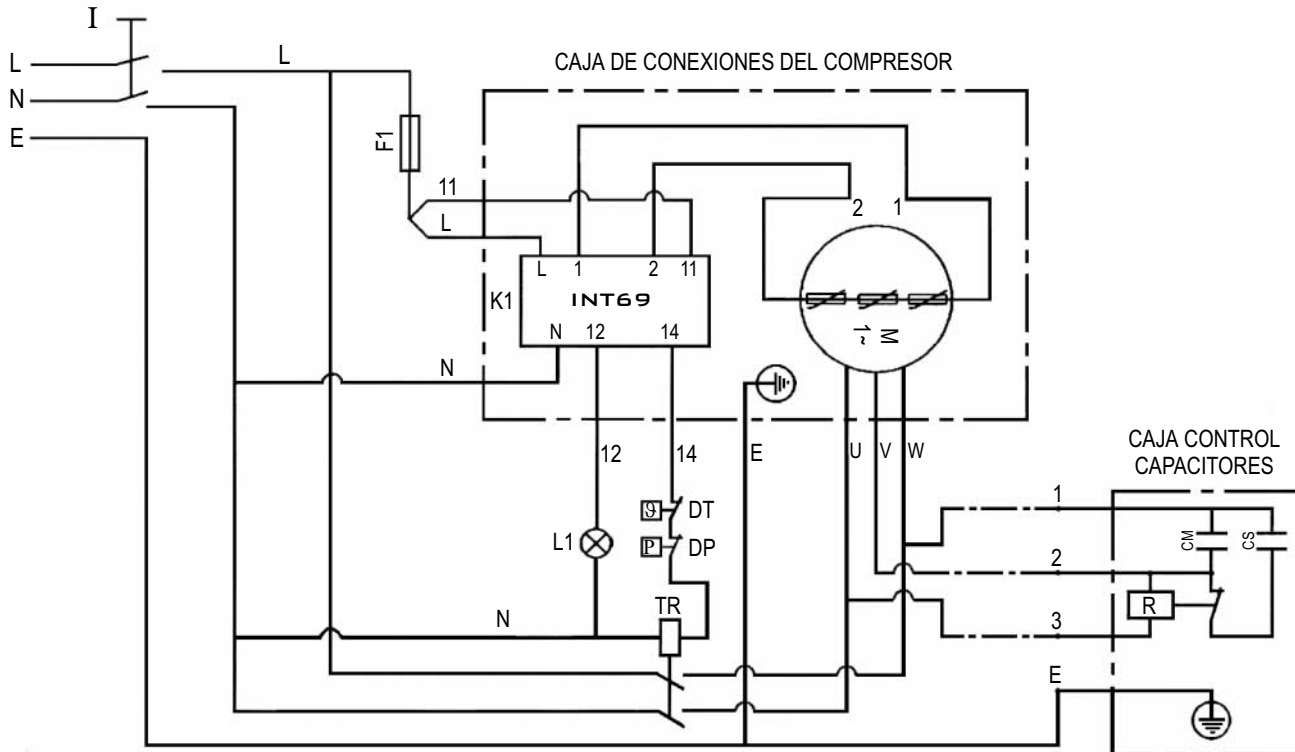 I
L
L
CAJA DE CONEXIONES DEL COMPRESOR
N
E
F1
11
L
2 1
L 1 2 11
K1
INT69
N 12 14
M
1~
N
12
14
E
U V W
CAJA CONTROL
CAPACITORES
1
ϑ DT
L1
P DP
CM
CS
2
TR
N
R
3
E